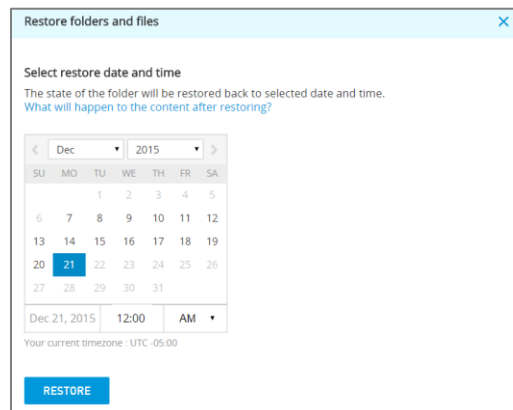 Restore folders and files
Select restore date and time
The state of the folder will be restored back to selected date and time.
What will happen to the content after restoring?
Dec 2015
SU MO TU WE TH FR SA
1 2 3 4 5
6 7 8 9 10 11 12
13 14 15 16 17 18 19
20 21 22 23 24 25 26
27 28 29 30 31
Dec 21, 2015 12:00 AM
Your current timezone : UTC -05:00
RESTORE